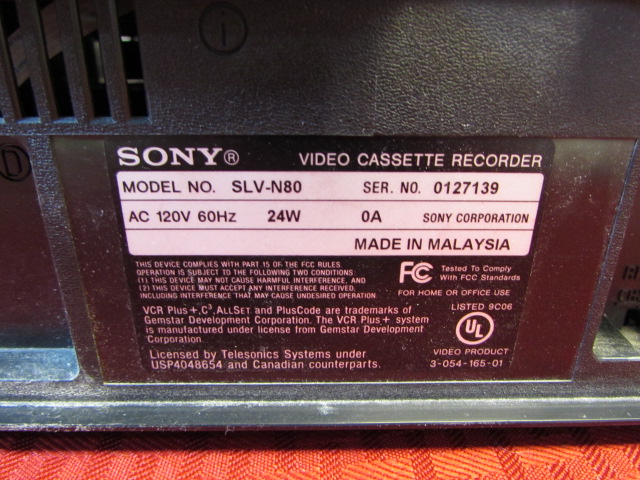 SONY® VIDEO CASSETTE RECORDER
MODEL NO. SLV-N80 SER. NO. 0127139
AC 120V 60Hz 24W 0A SONY CORPORATION
MADE IN MALAYSIA
THIS DEVICE COMPLIES WITH PART 15 OF THE FCC RULES
OPERATION IS SUBJECT TO THE FOLLOWING TWO CONDITIONS:
(1) THIS DEVICE MAY NOT CAUSE HARMFUL INTERFERENCE, AND
(2) THIS DEVICE MUST ACCEPT ANY INTERFERENCE RECEIVED,
INCLUDING INTERFERENCE THAT MAY CAUSE UNDESIRED OPERATION.
FC Tested To Comply
With FCC Standards
FOR HOME OR OFFICE USE
VCR Plus+, C³, ALLSET and PlusCode are trademarks of
Gemstar Development Corporation. The VCR Plus+ system
is manufactured under license from Gemstar Development
Corporation.
Licensed by Telesonics Systems under
USP4048654 and Canadian counterparts.
LISTED 9C06
UL
VIDEO PRODUCT
3-054-165-01